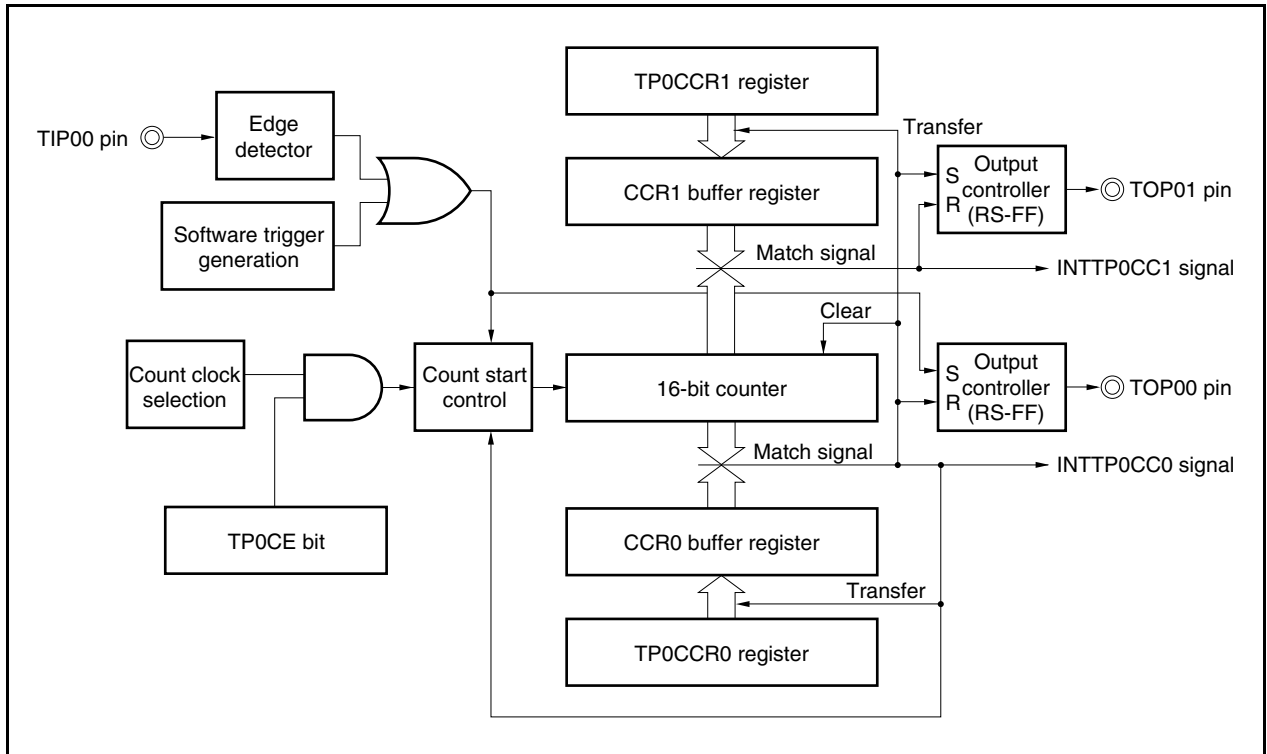 TP0CCR1 register
TIP00 pin
Edge
detector
Transfer
CCR1 buffer register
S
R
Output
controller
(RS-FF)
TOP01 pin
Software trigger
generation
Match signal
INTTP0CC1 signal
Clear
Count clock
selection
Count start
control
16-bit counter
S
R
Output
controller
(RS-FF)
TOP00 pin
Match signal
INTTP0CC0 signal
TP0CE bit
CCR0 buffer register
Transfer
TP0CCR0 register